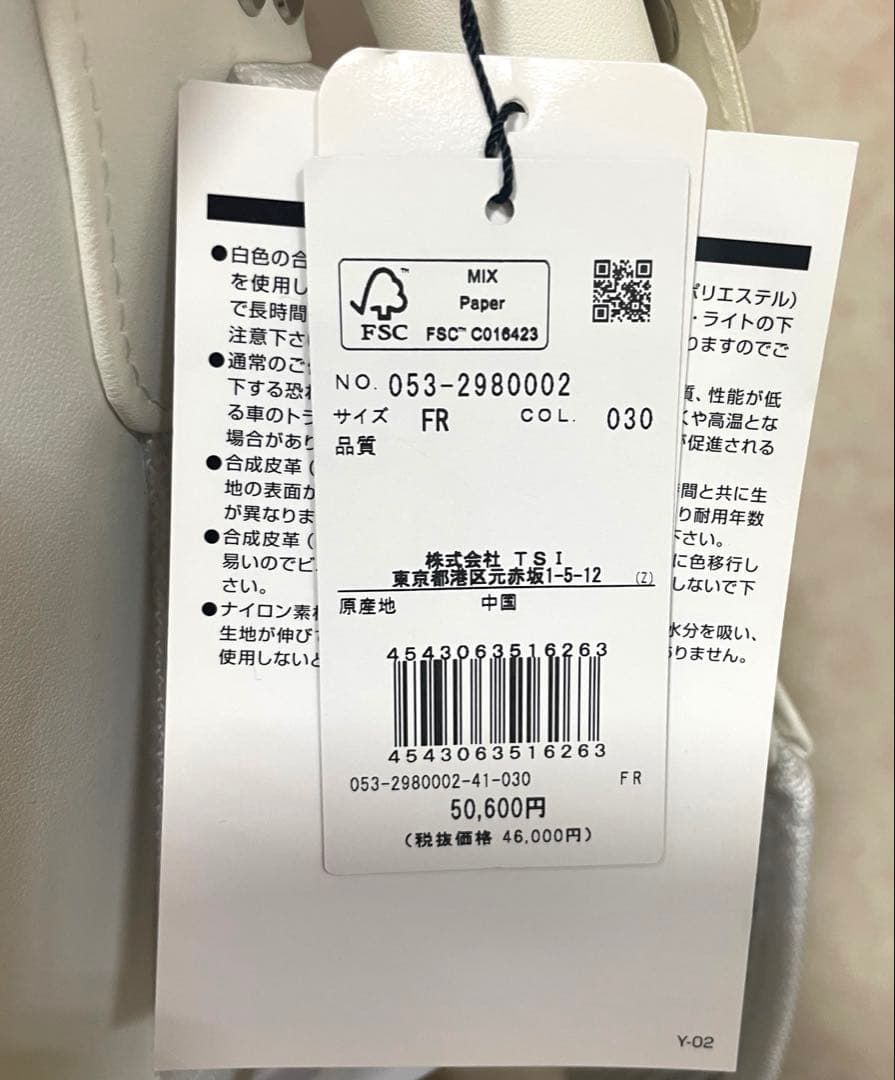 MIX
Paper
FSC™ C016423
FSC
NO. 053-2980002
サイズ FR COL. 030
品質
株式会社 TSI
東京都港区元赤坂1-5-12 (Z)
原産地 中国
4543063516263
4543063516263
053-2980002-41-030 FR
50,600円
(税抜価格 46,000円)
●白色の合
を使用し
で長時間
注意下さ
●通常のご
下する恐
る車のトラ
場合があり
●合成皮革(
地の表面が
が異なりま
●合成皮革(
易いのでビ
さい。
●ナイロン素
生地が伸び
使用しないと
ポリエステル)
・ライトの下
りますのでご
質、性能が低
くや高温とな
が促進される
間と共に生
り耐用年数
下さい。
に色移行し
しないで下
水分を吸い、
ありません。
Y-02